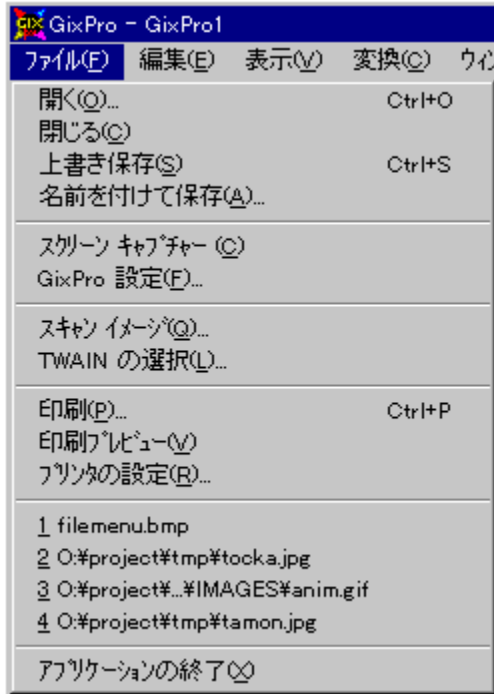 GIX GixPro - GixPro1
ファイル(F) 編集(E) 表示(V) 変換(C) ウィン
開く(O)... Ctrl+O
閉じる(C)
上書き保存(S) Ctrl+S
名前を付けて保存(A)...
スクリーン キャプチャー (C)
GixPro 設定(F)...
スキャン イメージ(Q)...
TWAIN の選択(L)...
印刷(P)... Ctrl+P
印刷プレビュー(V)
プリンタの設定(R)...
1 filemenu.bmp
2 O:¥project¥tmp¥tocka.jpg
3 O:¥project¥...¥IMAGES¥anim.gif
4 O:¥project¥tmp¥tamon.jpg
アプリケーションの終了(X)